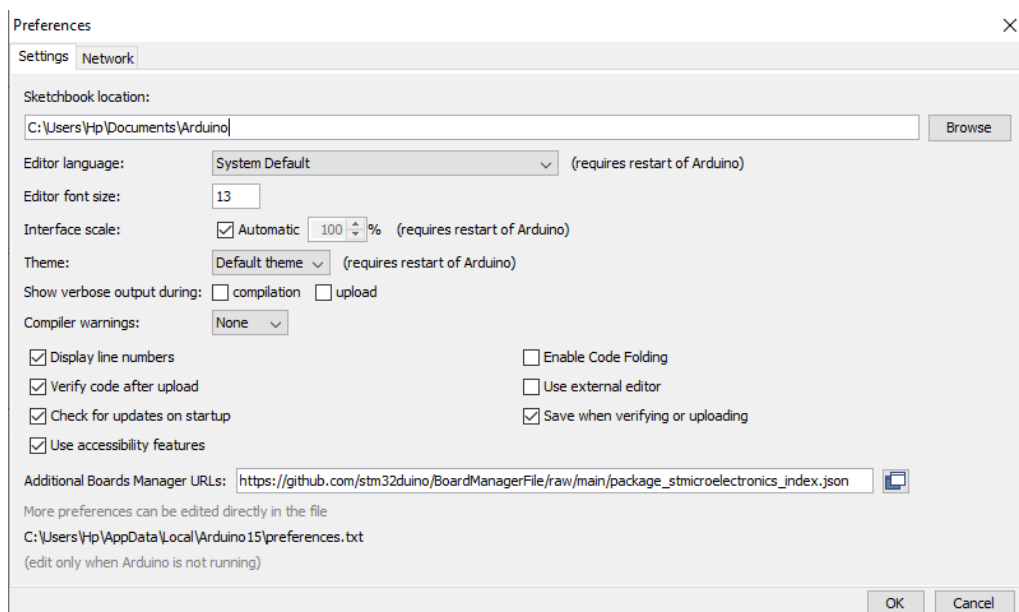 Preferences
Settings Network
Sketchbook location:
C:\Users\Hp\Documents\Arduino Browse
Editor language: System Default (requires restart of Arduino)
Editor font size: 13
Interface scale: Automatic 100 % (requires restart of Arduino)
Theme: Default theme (requires restart of Arduino)
Show verbose output during: compilation upload
Compiler warnings: None
Display line numbers Enable Code Folding
Verify code after upload Use external editor
Check for updates on startup Save when verifying or uploading
Use accessibility features
Additional Boards Manager URLs: https://github.com/stm32duino/BoardManagerFile/raw/main/package_stmicroelectronics_index.json
More preferences can be edited directly in the file
C:\Users\Hp\AppData\Local\Arduino15\preferences.txt
(edit only when Arduino is not running)
OK Cancel